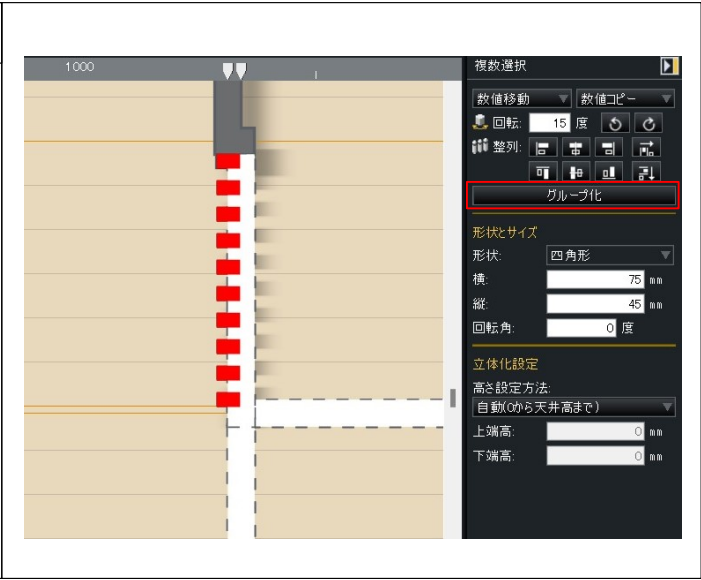 1000
複数選択
数値移動 数値コピー
回転: 15 度
整列:
グループ化
形状とサイズ
形状: 四角形
横: 75 mm
縦: 45 mm
回転角: 0 度
立体化設定
高さ設定方法:
自動(0から天井高まで)
上端高: 0 mm
下端高: 0 mm